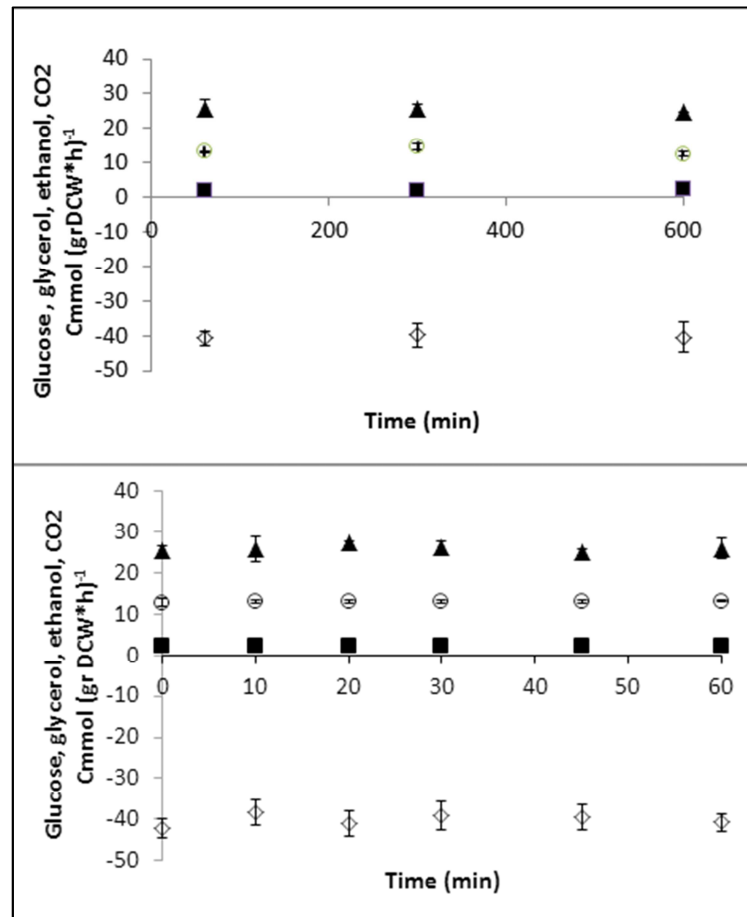 Glucose , glycerol, ethanol, CO2
Cmmol (grDCW*h)-1
40
30
20
10
0
-10
-20
-30
-40
-50
0 200 400 600
Time (min)
Glucose, glycerol, ethanol, CO2
Cmmol (gr DCW*h)-1
40
30
20
10
0
-10
-20
-30
-40
-50
0 10 20 30 40 50 60
Time (min)